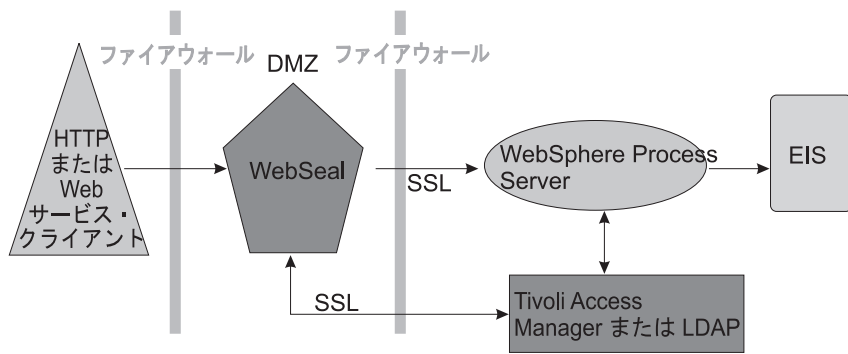 ファイアウォール
ファイアウォール
DMZ
HTTP
または
Web
サービス・
クライアント
WebSeal
SSL
WebSphere Process
Server
EIS
SSL
Tivoli Access
Manager または LDAP